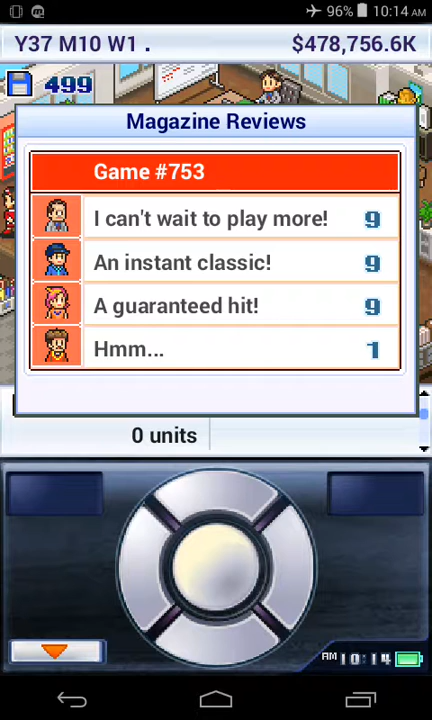 96% 10:14 AM
Y37 M10 W1 . $478,756.6K
499
Magazine Reviews
Game #753
I can't wait to play more! 9
An instant classic! 9
A guaranteed hit! 9
Hmm... 1
0 units
AM 10:14